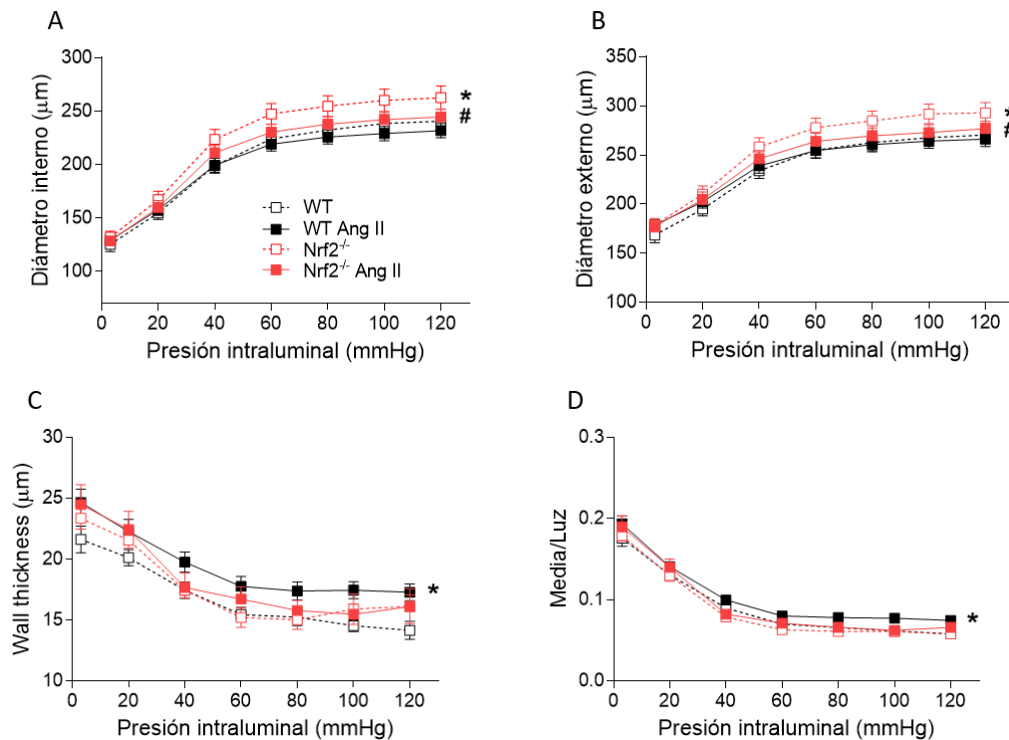 A
300
250
200
150
100
Diámetro interno (μm)
*
#
WT
WT Ang II
Nrf2-/-
Nrf2-/- Ang II
0 20 40 60 80 100 120
Presión intraluminal (mmHg)
B
350
300
250
200
150
100
Diámetro externo (μm)
*
#
0 20 40 60 80 100 120
Presión intraluminal (mmHg)
C
30
25
20
15
10
Wall thickness (μm)
*
0 20 40 60 80 100 120
Presión intraluminal (mmHg)
D
0.3
0.2
0.1
0.0
Media/Luz
*
0 20 40 60 80 100 120
Presión intraluminal (mmHg)